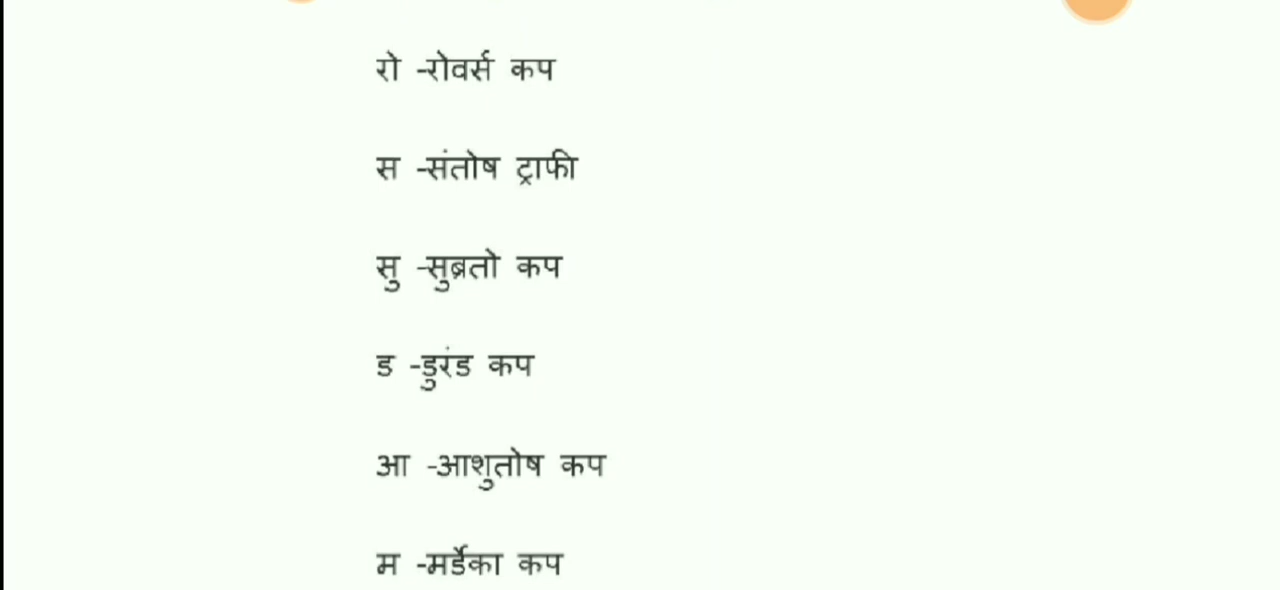 रो -रोवर्स कप
स -संतोष ट्राफी
सु -सुब्रतो कप
ड -डुरंड कप
आ -आशुतोष कप
म -मर्डेका कप